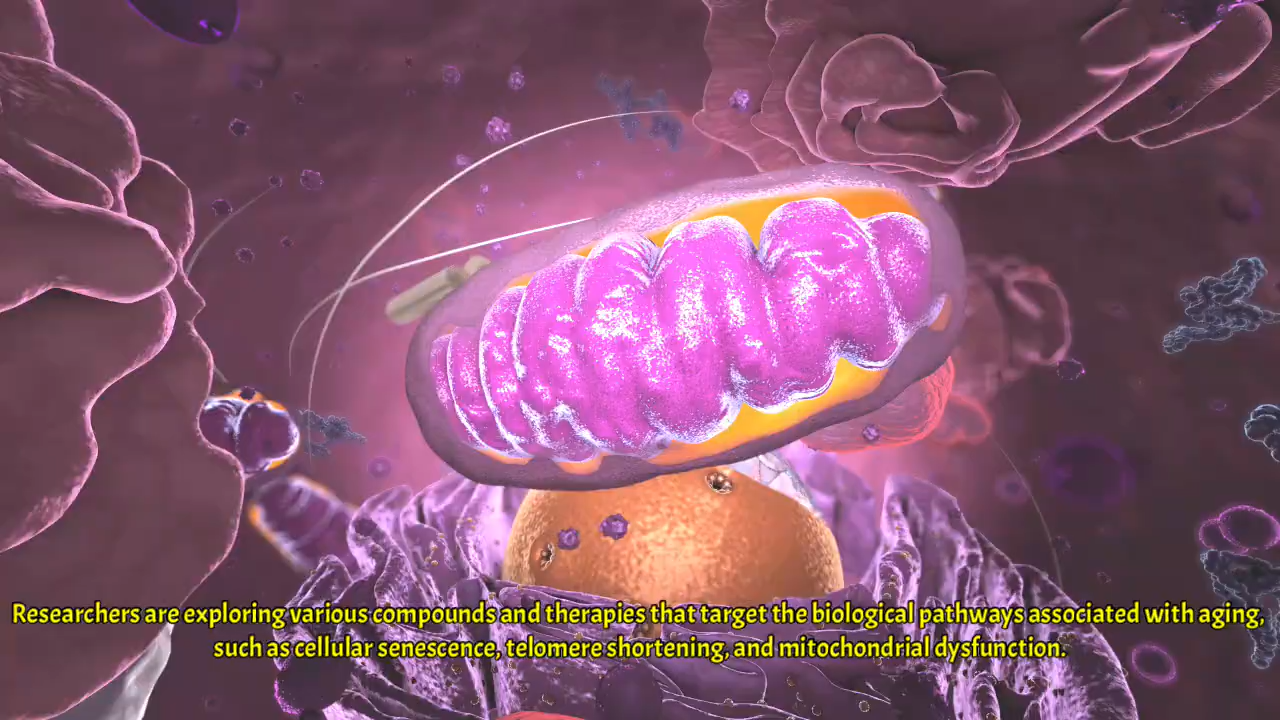 Researchers are exploring various compounds and therapies that target the biological pathways associated with aging,
such as cellular senescence, telomere shortening, and mitochondrial dysfunction.